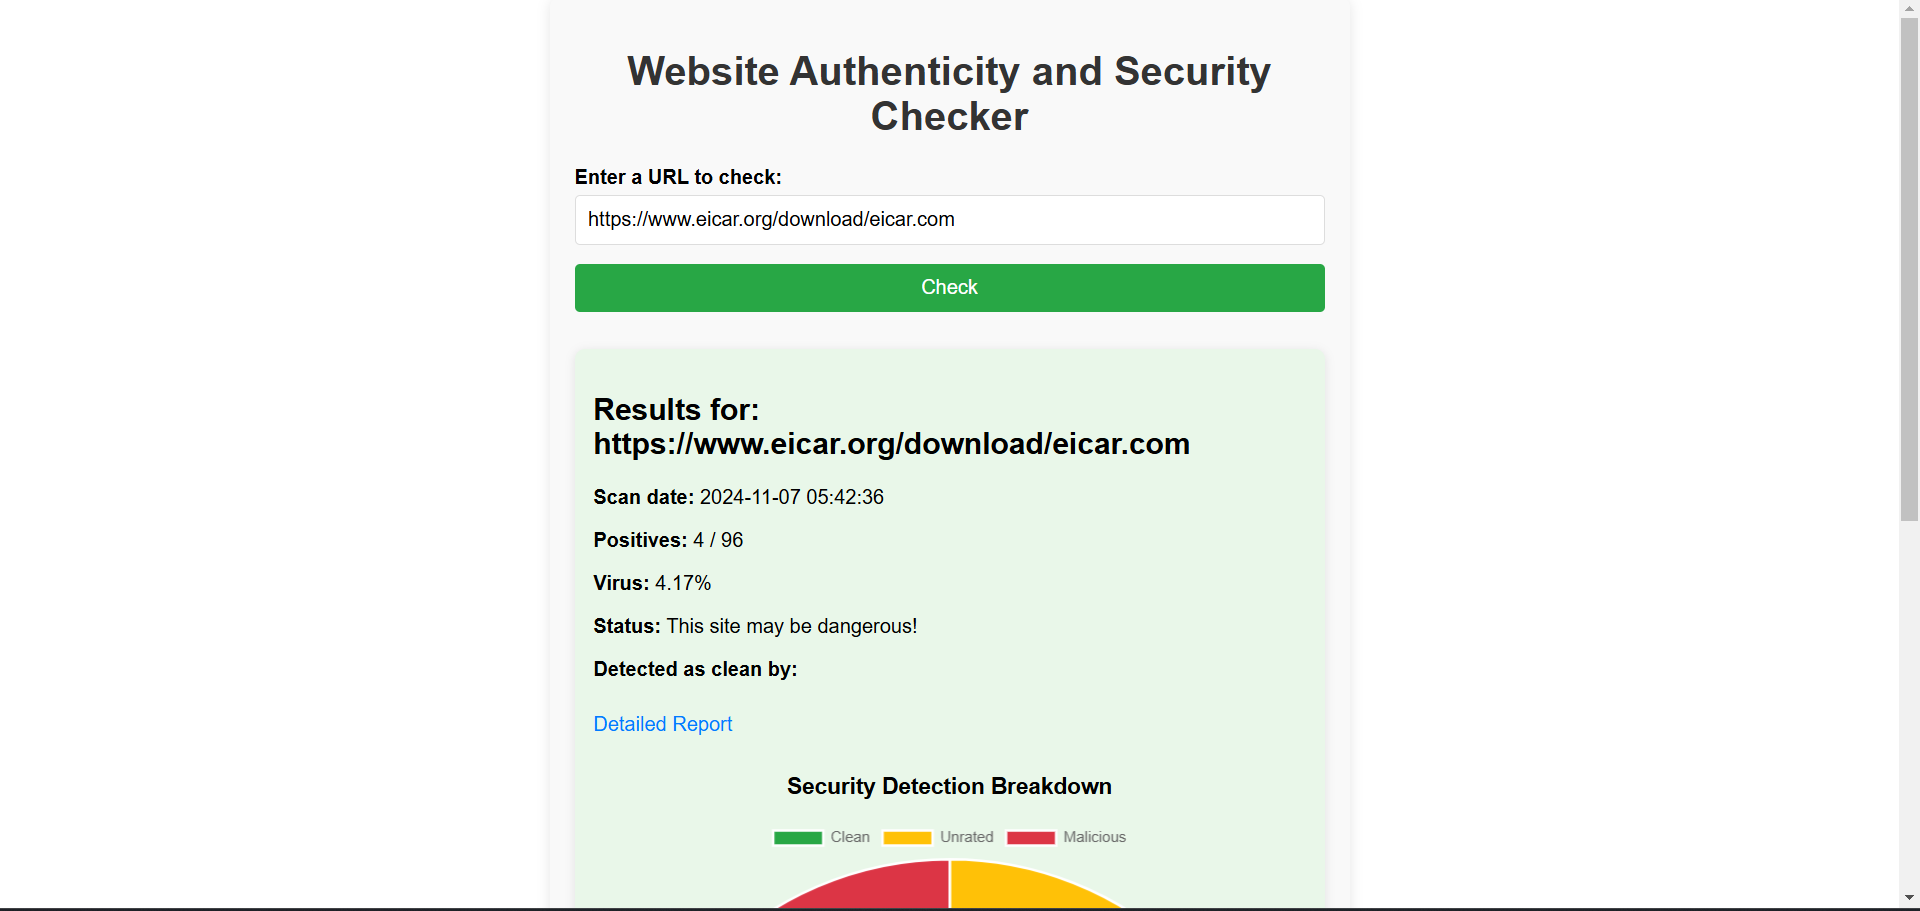 Website Authenticity and Security
Checker
Enter a URL to check:
https://www.eicar.org/download/eicar.com
Check
Results for:
https://www.eicar.org/download/eicar.com
Scan date: 2024-11-07 05:42:36
Positives: 4 / 96
Virus: 4.17%
Status: This site may be dangerous!
Detected as clean by:
Detailed Report
Security Detection Breakdown
Clean Unrated Malicious